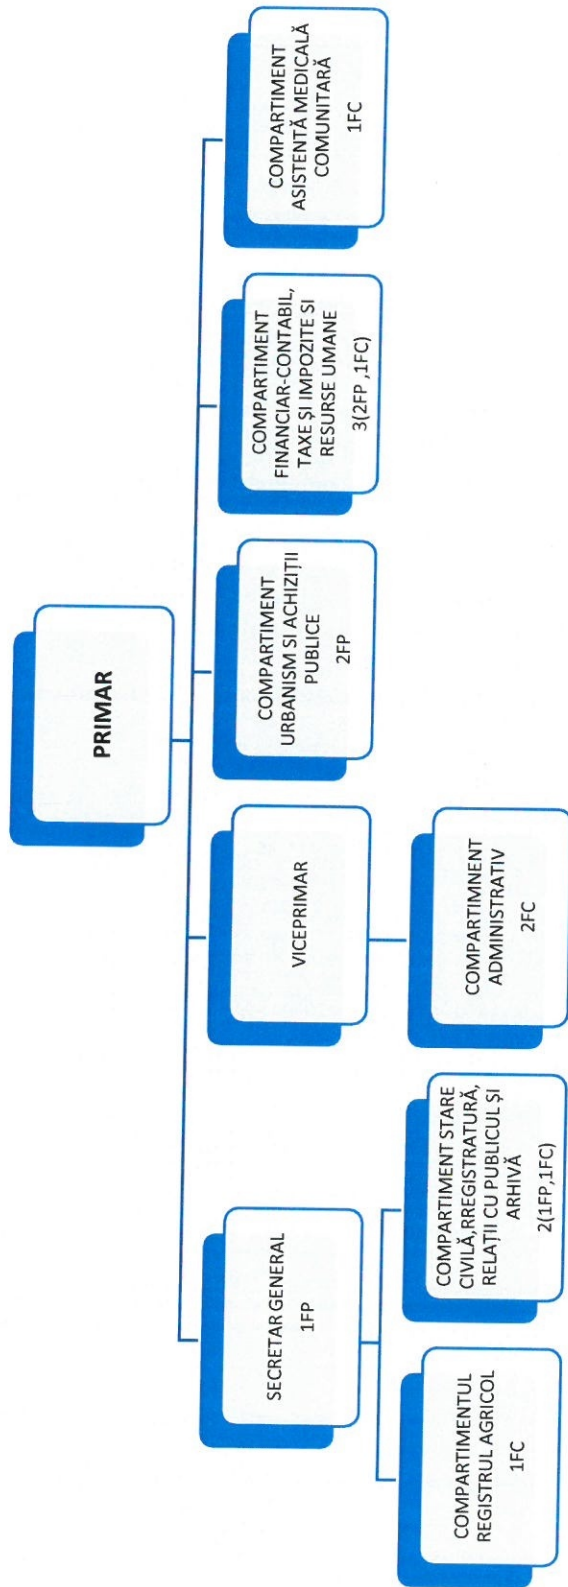 PRIMAR
SECRETAR GENERAL
1FP
VICEPRIMAR
COMPARTIMENT
URBANISM SI ACHIZIȚII
PUBLICE
2FP
COMPARTIMENT
FINANCIAR-CONTABIL,
TAXE ȘI IMPOZITE SI
RESURSE UMANE
3(2FP ,1FC)
COMPARTIMENT
ASISTENTĂ MEDICALĂ
COMUNITARĂ
1FC
COMPARTIMENTUL
REGISTRUL AGRICOL
1FC
COMPARTIMENT STARE
CIVILĂ,RREGISTRATURĂ,
RELAȚII CU PUBLICUL ȘI
ARHIVĂ
2(1FP,1FC)
COMPARTIMNENT
ADMINISTRATIV
2FC